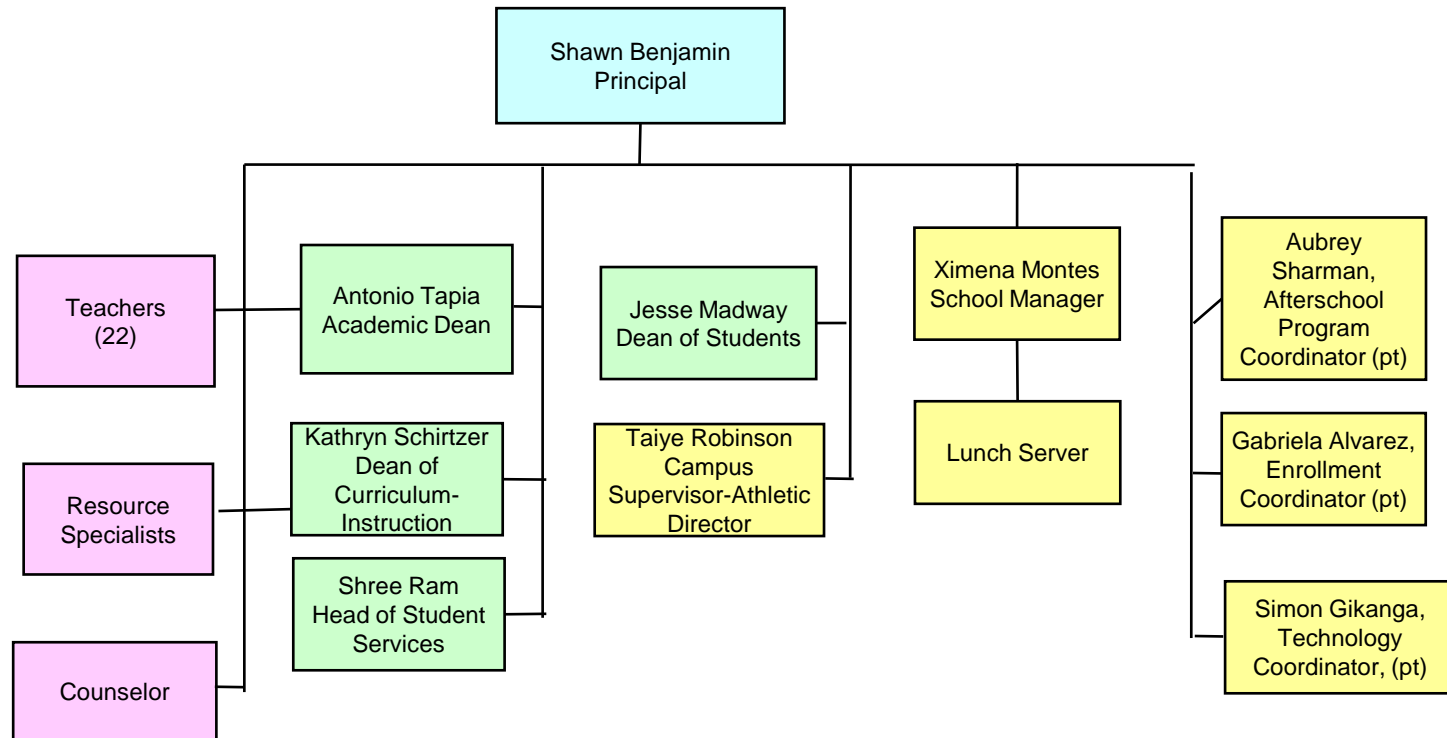 Shawn Benjamin
Principal
Teachers
(22)
Resource
Specialists
Counselor
Antonio Tapia
Academic Dean
Kathryn Schirtzer
Dean of
Curriculum-
Instruction
Shree Ram
Head of Student
Services
Jesse Madway
Dean of Students
Taiye Robinson
Campus
Supervisor-Athletic
Director
Ximena Montes
School Manager
Lunch Server
Aubrey
Sharman,
Afterschool
Program
Coordinator (pt)
Gabriela Alvarez,
Enrollment
Coordinator (pt)
Simon Gikanga,
Technology
Coordinator, (pt)